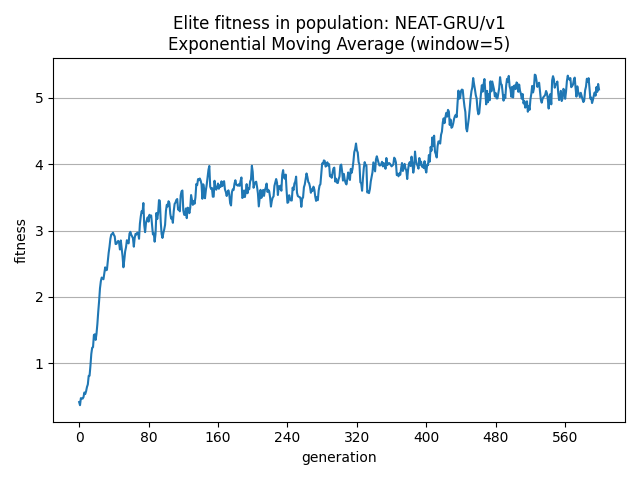 Elite fitness in population: NEAT-GRU/v1
Exponential Moving Average (window=5)
fitness
5
4
3
2
1
0 80 160 240 320 400 480 560
generation